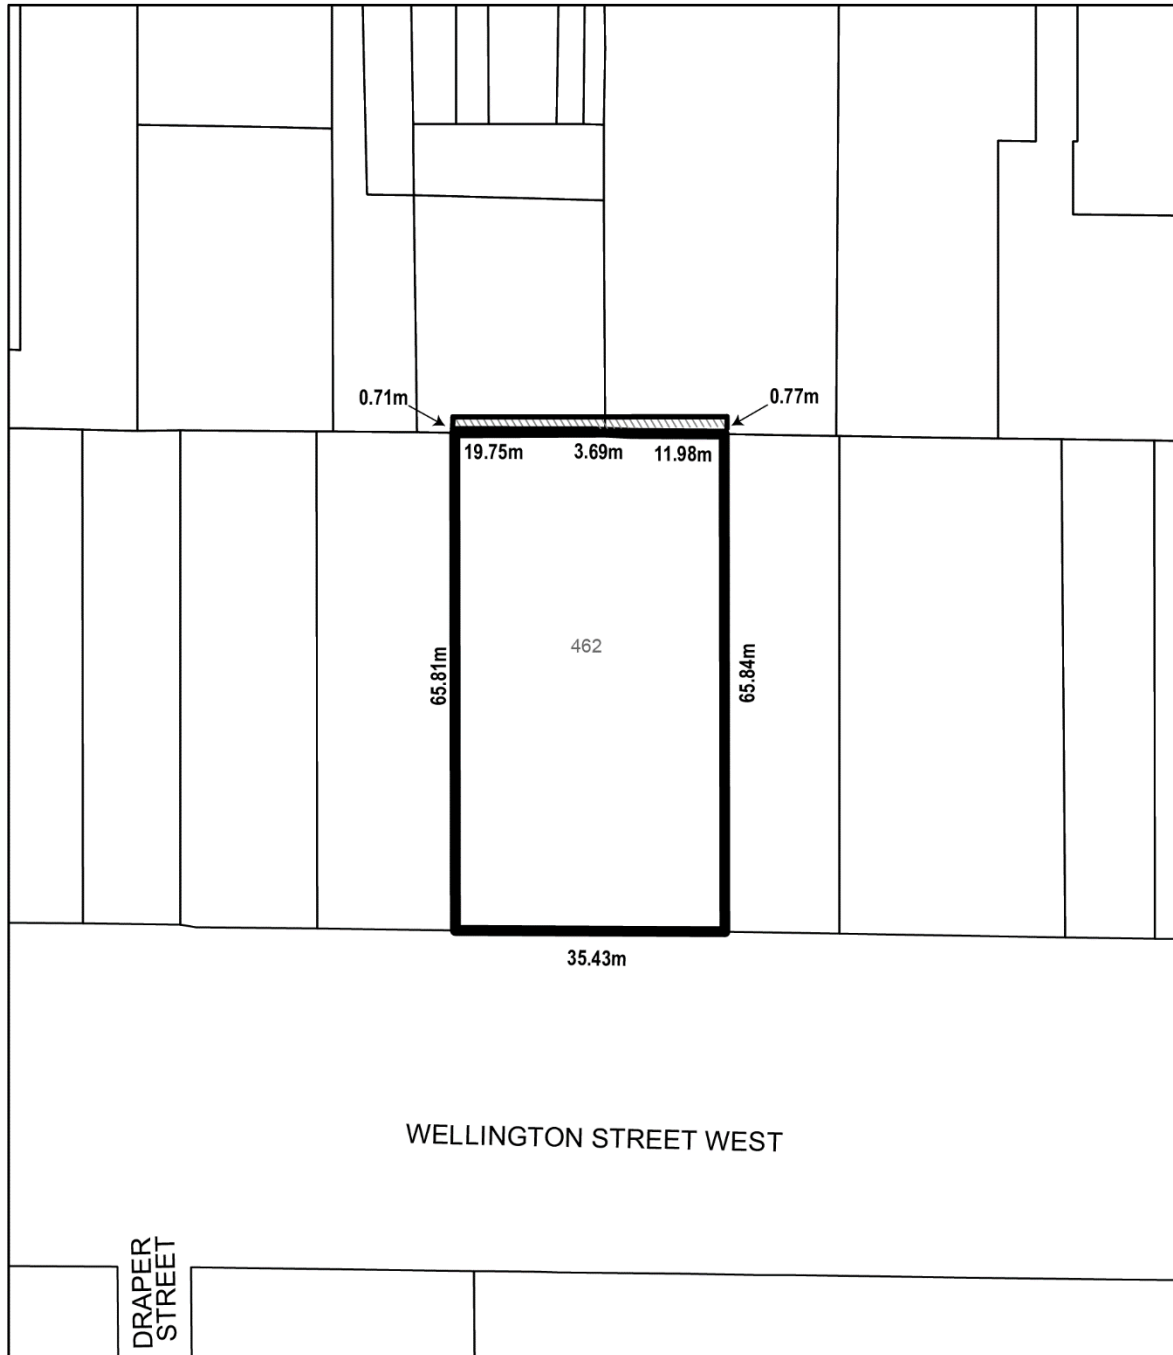 0.71m
0.77m
19.75m
3.69m
11.98m
462
65.81m
65.84m
35.43m
WELLINGTON STREET WEST
DRAPER
STREET